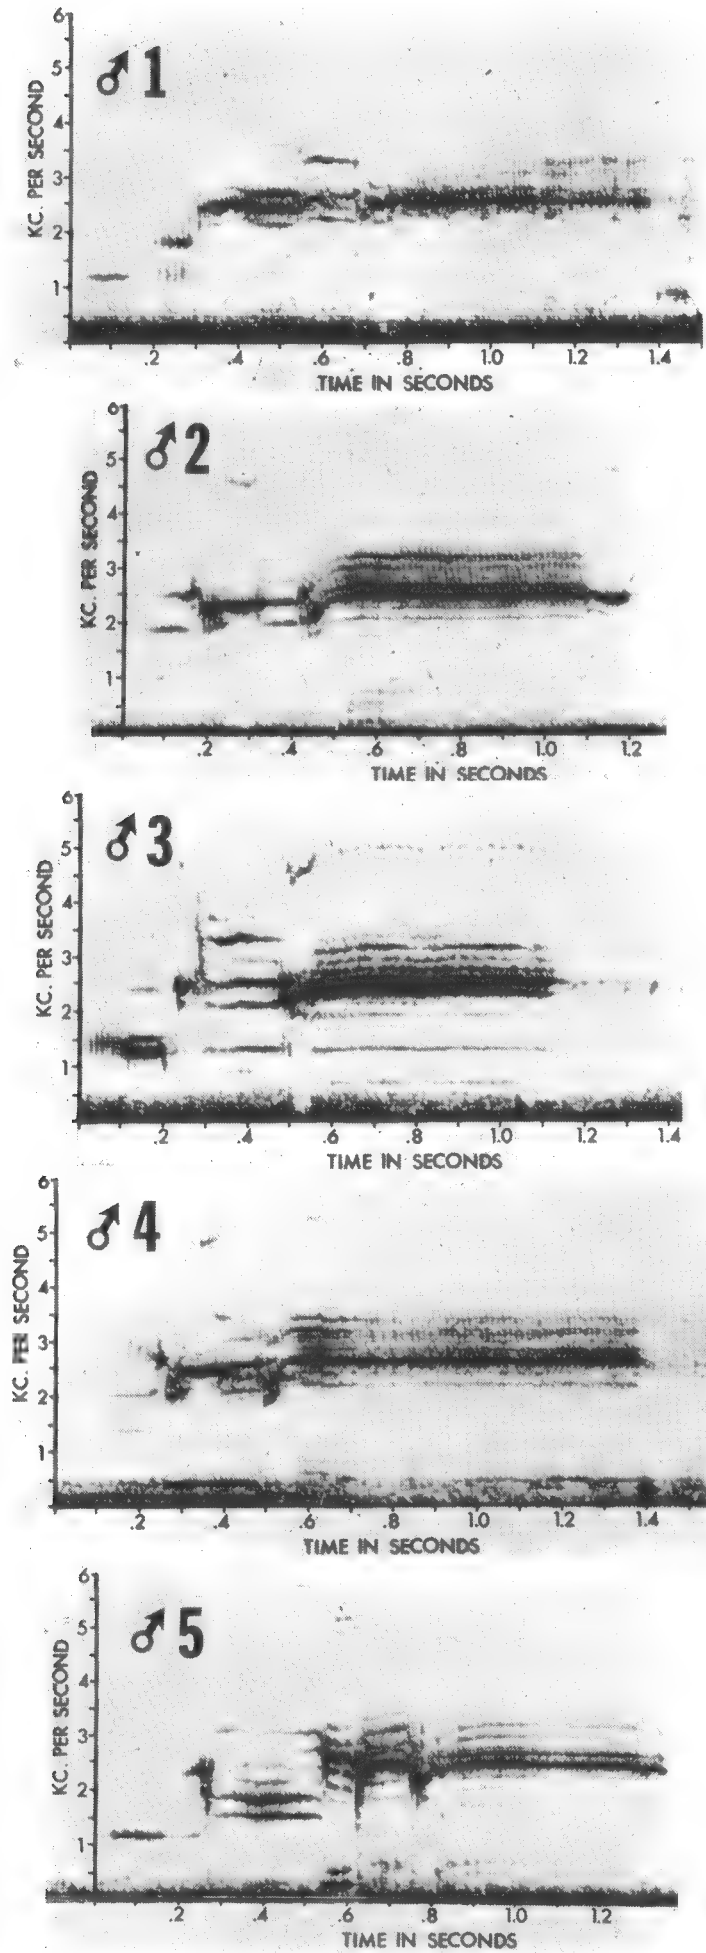 6
♂ 1
5
4
KC. PER SECOND
3
2
1
.2 .4 .6 .8 1.0 1.2 1.4
TIME IN SECONDS
6
♂ 2
5
4
KC. PER SECOND
3
2
1
.2 .4 .6 .8 1.0 1.2
TIME IN SECONDS
6
♂ 3
5
4
KC. PER SECOND
3
2
1
.2 .4 .6 .8 1.0 1.2 1.4
TIME IN SECONDS
6
♂ 4
5
4
KC. PER SECOND
3
2
1
.2 .4 .6 .8 1.0 1.2 1.4
TIME IN SECONDS
6
♂ 5
5
4
KC. PER SECOND
3
2
1
.2 .4 .6 .8 1.0 1.2
TIME IN SECONDS